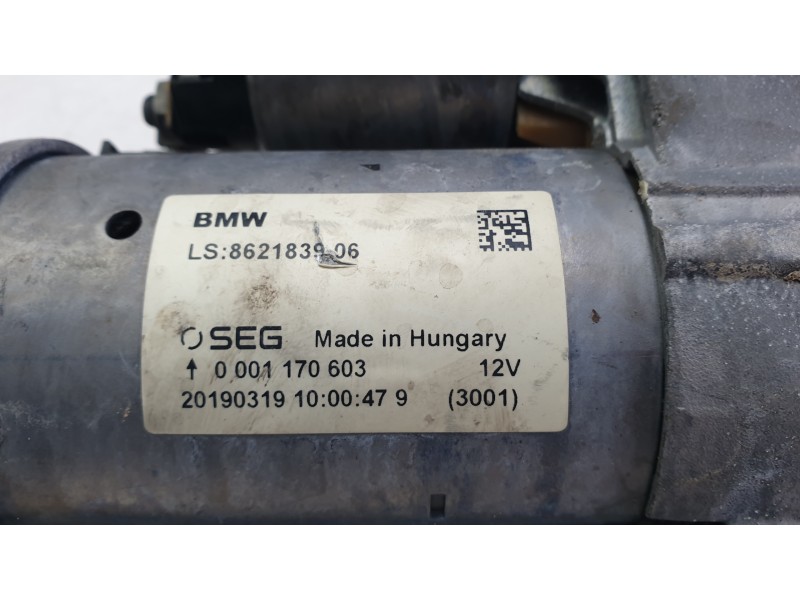 BMW
LS:8621839-06
SEG Made in Hungary
0 001 170 603 12V
20190319 10:00:47 9 (3001)